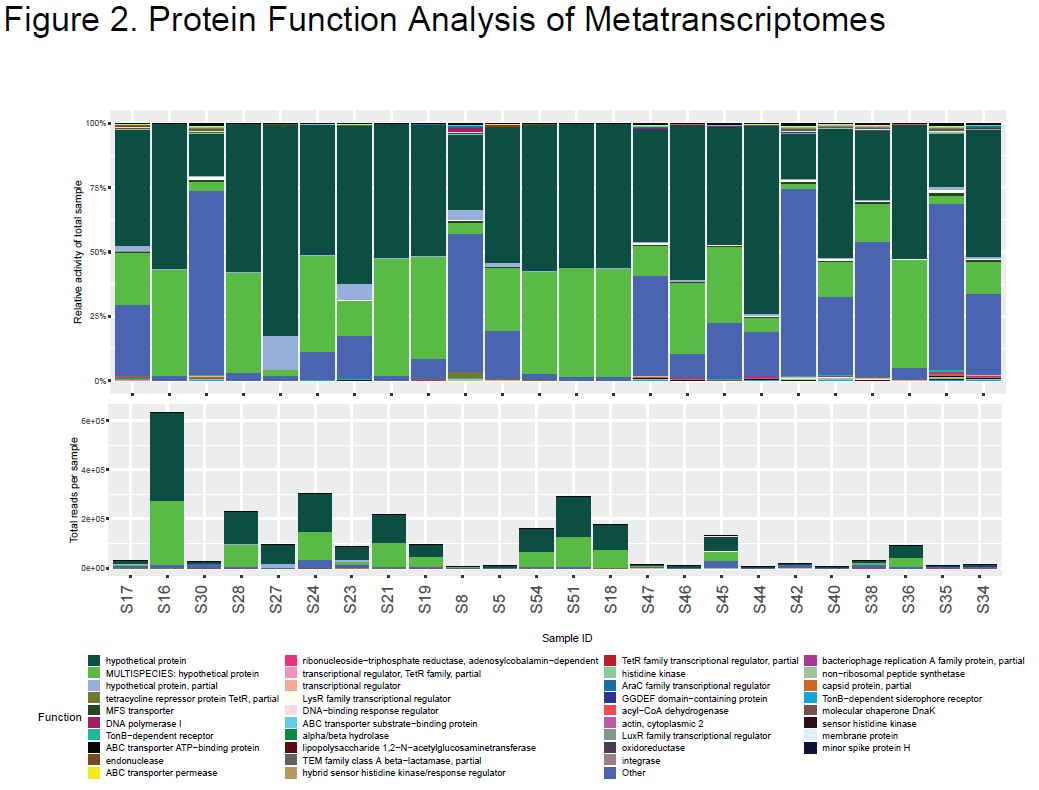 Figure 2. Protein Function Analysis of Metatranscriptomes
Relative activity of total sample
100%
75%
50%
25%
0%
Total reads per sample
6e+05
4e+05
2e+05
0e+00
S17 S16 S30 S28 S27 S24 S23 S21 S19 S8 S5 S54 S51 S18 S47 S46 S45 S44 S42 S40 S38 S36 S35 S34
Sample ID
Function
hypothetical protein
MULTISPECIES: hypothetical protein
hypothetical protein, partial
tetracycline repressor protein TetR, partial
MFS transporter
DNA polymerase I
TonB−dependent receptor
ABC transporter ATP−binding protein
endonuclease
ABC transporter permease
ribonucleoside−triphosphate reductase, adenosylcobalamin−dependent
transcriptional regulator, TetR family, partial
transcriptional regulator
LysR family transcriptional regulator
DNA−binding response regulator
ABC transporter substrate−binding protein
alpha/beta hydrolase
lipopolysaccharide 1,2−N−acetylglucosaminetransferase
TEM family class A beta−lactamase, partial
hybrid sensor histidine kinase/response regulator
TetR family transcriptional regulator, partial
histidine kinase
AraC family transcriptional regulator
GGDEF domain−containing protein
acyl−CoA dehydrogenase
actin, cytoplasmic 2
LuxR family transcriptional regulator
oxidoreductase
integrase
Other
bacteriophage replication A family protein, partial
non−ribosomal peptide synthetase
capsid protein, partial
TonB−dependent siderophore receptor
molecular chaperone DnaK
sensor histidine kinase
membrane protein
minor spike protein H